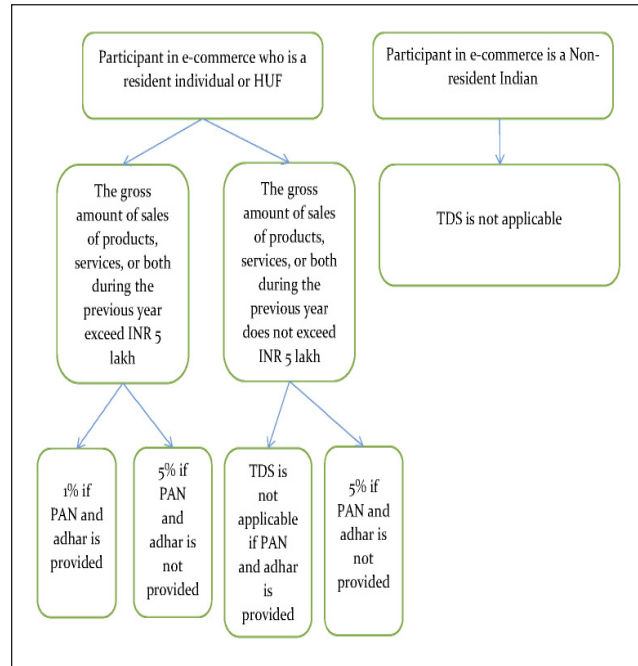 Participant in e-commerce who is a
resident individual or HUF
Participant in e-commerce is a Non-
resident Indian
The gross
amount of sales
of products,
services, or both
during the
previous year
exceed INR 5
lakh
The gross
amount of sales
of products,
services, or both
during the
previous year
does not exceed
INR 5 lakh
TDS is not applicable
1% if
PAN and
adhar is
provided
5% if
PAN
and
adhar is
not
provided
TDS is
not
applicable
if PAN
and adhar
is
provided
5% if
PAN and
adhar is
not
provided